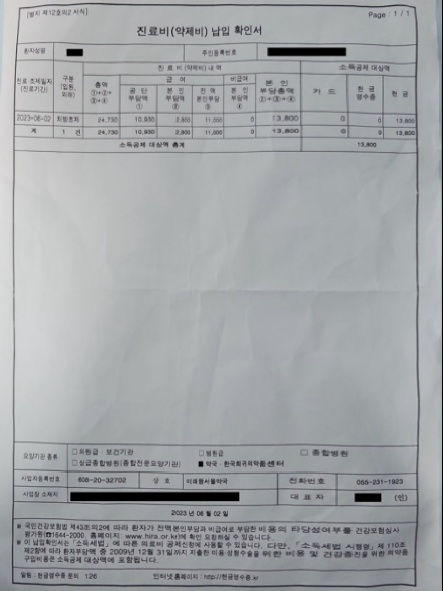 [별지 제12호의2 서식]
Page : 1 / 1
진료비(약제비) 납입 확인서
환자성명
주민등록번호
진료 비 (약제비) 내 역
소득공제 대상액
진료 조제일자
(진료기간)
구분
(입원,
외래)
총액
①+②+
③+④
급 여
비급여
본 인
부담총액
②+③+④
카 드
현 금
영수증
현 금
공 단
부담액
①
본 인
부담액
②
전 액
본인부담
③
본 인
부담액
④
2023-06-02 처방조제 24,730 10,930 2,800 11,000 0 13,800 0 0 13,800
계 1 건 24,730 10,930 2,800 11,000 0 13,800 0 0 13,800
소득공제 대상액 총계 13,800
요양기관 종류
□ 의원급 · 보건기관 □ 병원급 □ 종합병원
□ 상급종합병원(종합전문요양기관) ■ 약국 · 한국희귀의약품센터
사업자등록번호 608-20-32702 상 호 미래원서울약국 전화번호 055-231-1923
사업장 소재지 대 표 자 (인)
2023 년 06 월 02 일
※ 국민건강보험법 제43조의2에 따라 환자가 전액본인부담과 비급여로 부담한 비용의 타당성여부를 건강보험심사
평가원(☎1644-2000, 홈페이지: www.hira.or.kr)에 확인 요청하실 수 있습니다.
※ 이 납입확인서는 「소득세법」에 따른 의료비 공제신청에 사용할 수 있습니다. 다만, 「소득세법 시행령」 제110조
제2항에 따라 환자부담액 중 2009년 12월 31일까지 지출한 미용·성형수술을 위한 비용 및 건강증진을 위한 의약품
구입비용은 소득공제 대상액에 포함됩니다.
알림 : 현금영수증 문의 126 인터넷홈페이지 : http://현금영수증.kr